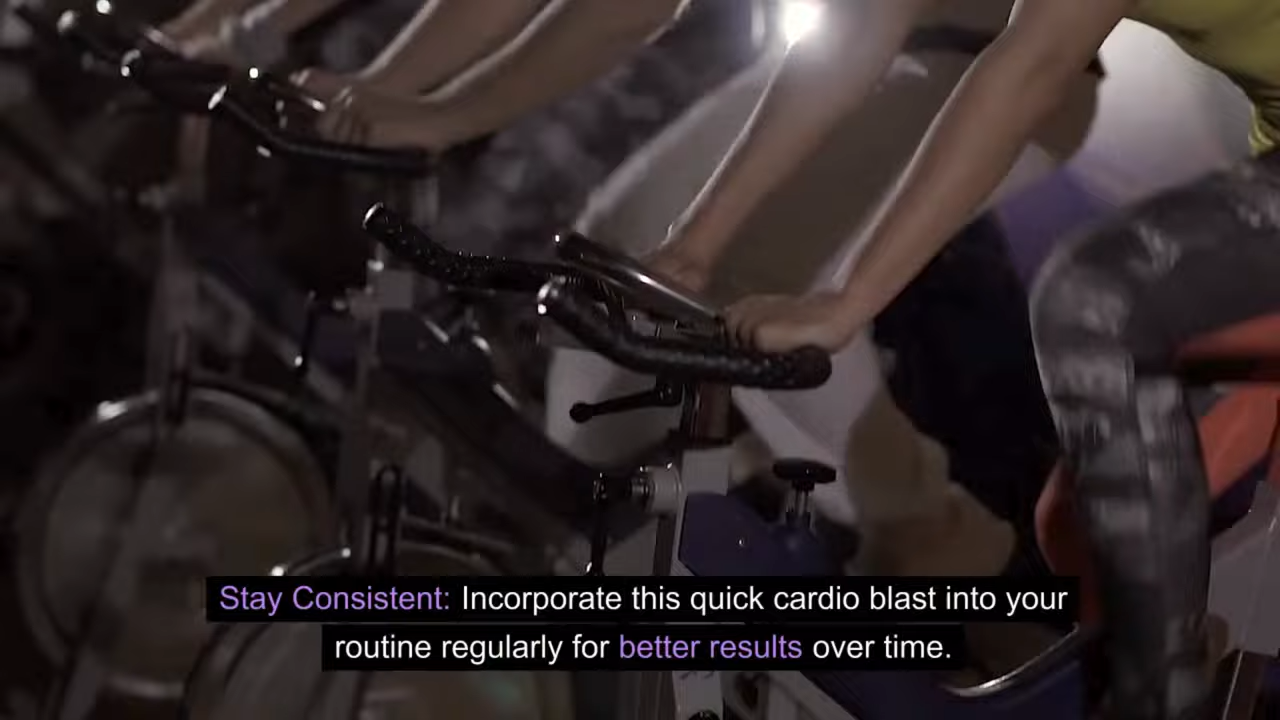 Stay Consistent: Incorporate this quick cardio blast into your
routine regularly for better results over time.